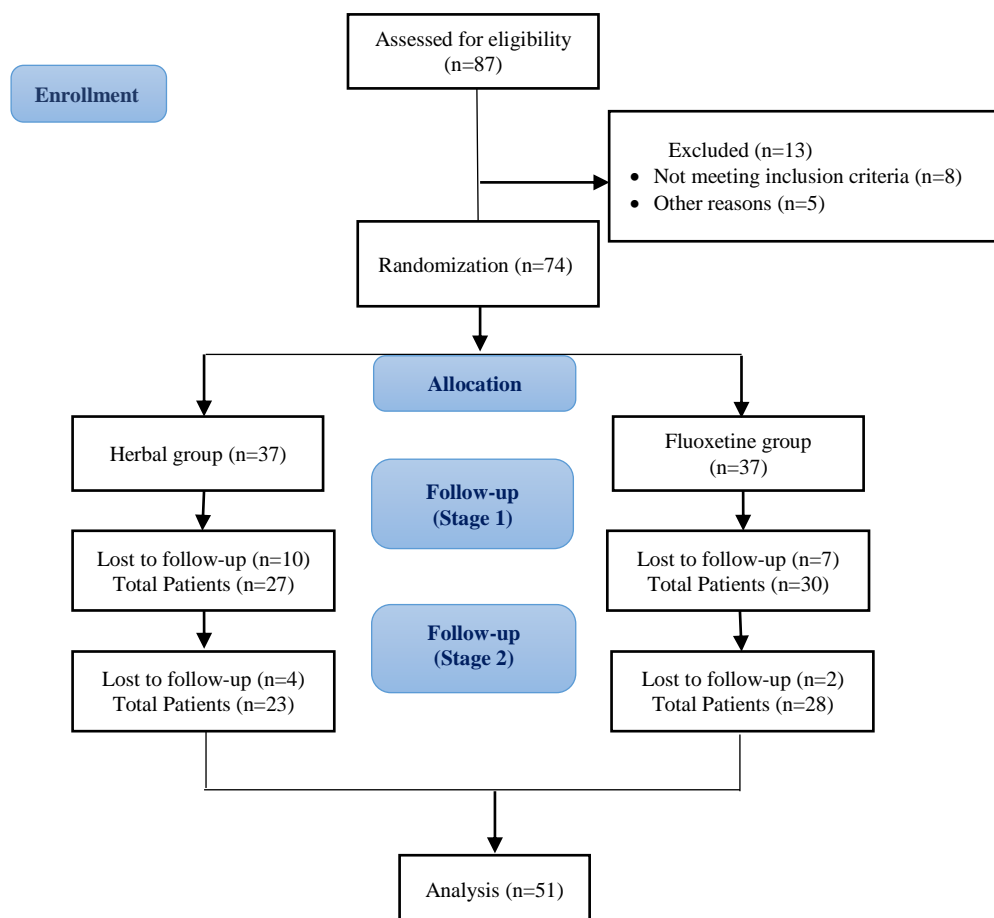 Assessed for eligibility
(n=87)
Enrollment
Excluded (n=13)
• Not meeting inclusion criteria (n=8)
• Other reasons (n=5)
Randomization (n=74)
Allocation
Herbal group (n=37)
Fluoxetine group
(n=37)
Follow-up
(Stage 1)
Lost to follow-up (n=10)
Total Patients (n=27)
Lost to follow-up (n=7)
Total Patients (n=30)
Follow-up
(Stage 2)
Lost to follow-up (n=4)
Total Patients (n=23)
Lost to follow-up (n=2)
Total Patients (n=28)
Analysis (n=51)